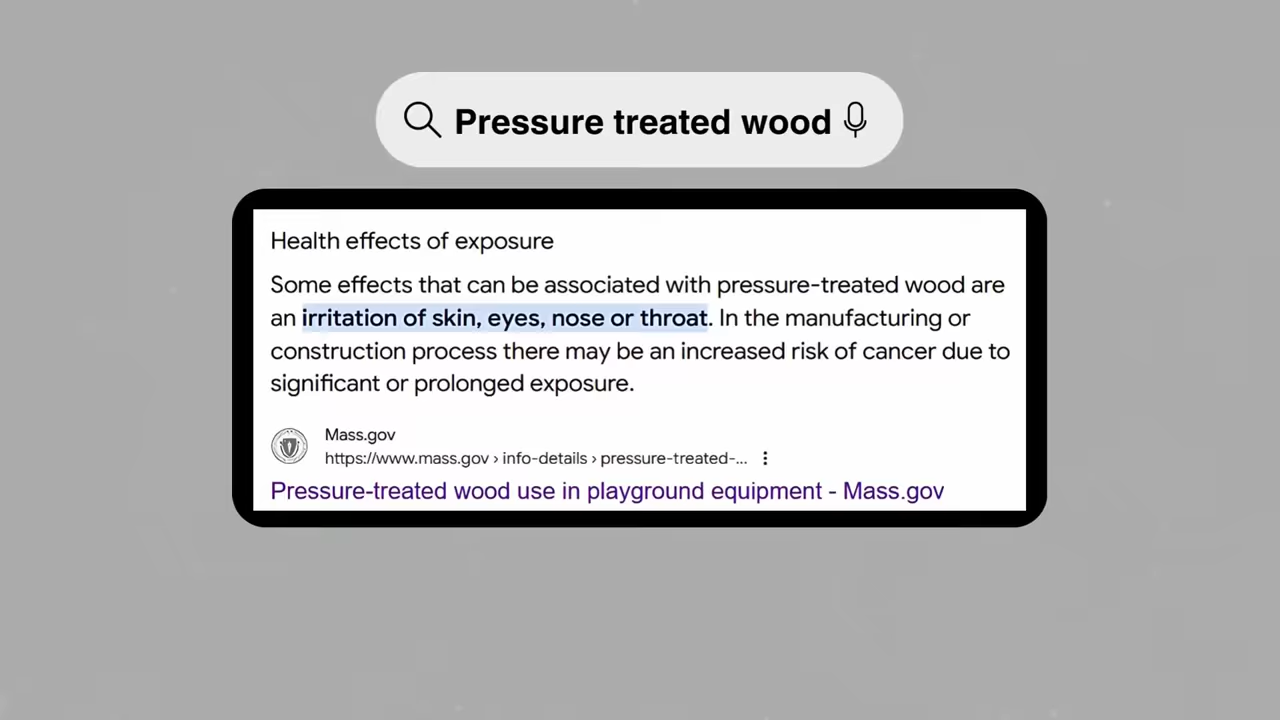 Pressure treated wood
Health effects of exposure
Some effects that can be associated with pressure-treated wood are
an irritation of skin, eyes, nose or throat. In the manufacturing or
construction process there may be an increased risk of cancer due to
significant or prolonged exposure.
Mass.gov
https://www.mass.gov › info-details › pressure-treated-...
Pressure-treated wood use in playground equipment - Mass.gov